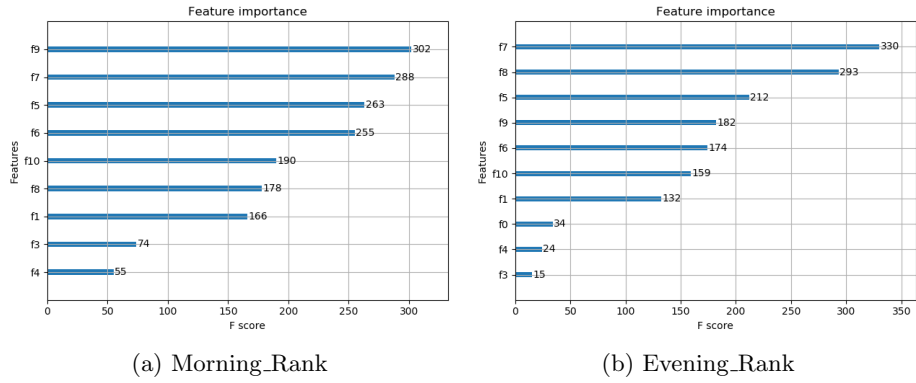 Feature importance
f9
302
f7
288
f5
263
f6
255
f10
190
f8
178
f1
166
f3
74
f4
55
Features
0 50 100 150 200 250 300
F score
(a) Morning_Rank
Feature importance
f7
330
f8
293
f5
212
f9
182
f6
174
f10
159
f1
132
f0
34
f4
24
f3
15
Features
0 50 100 150 200 250 300 350
F score
(b) Evening_Rank